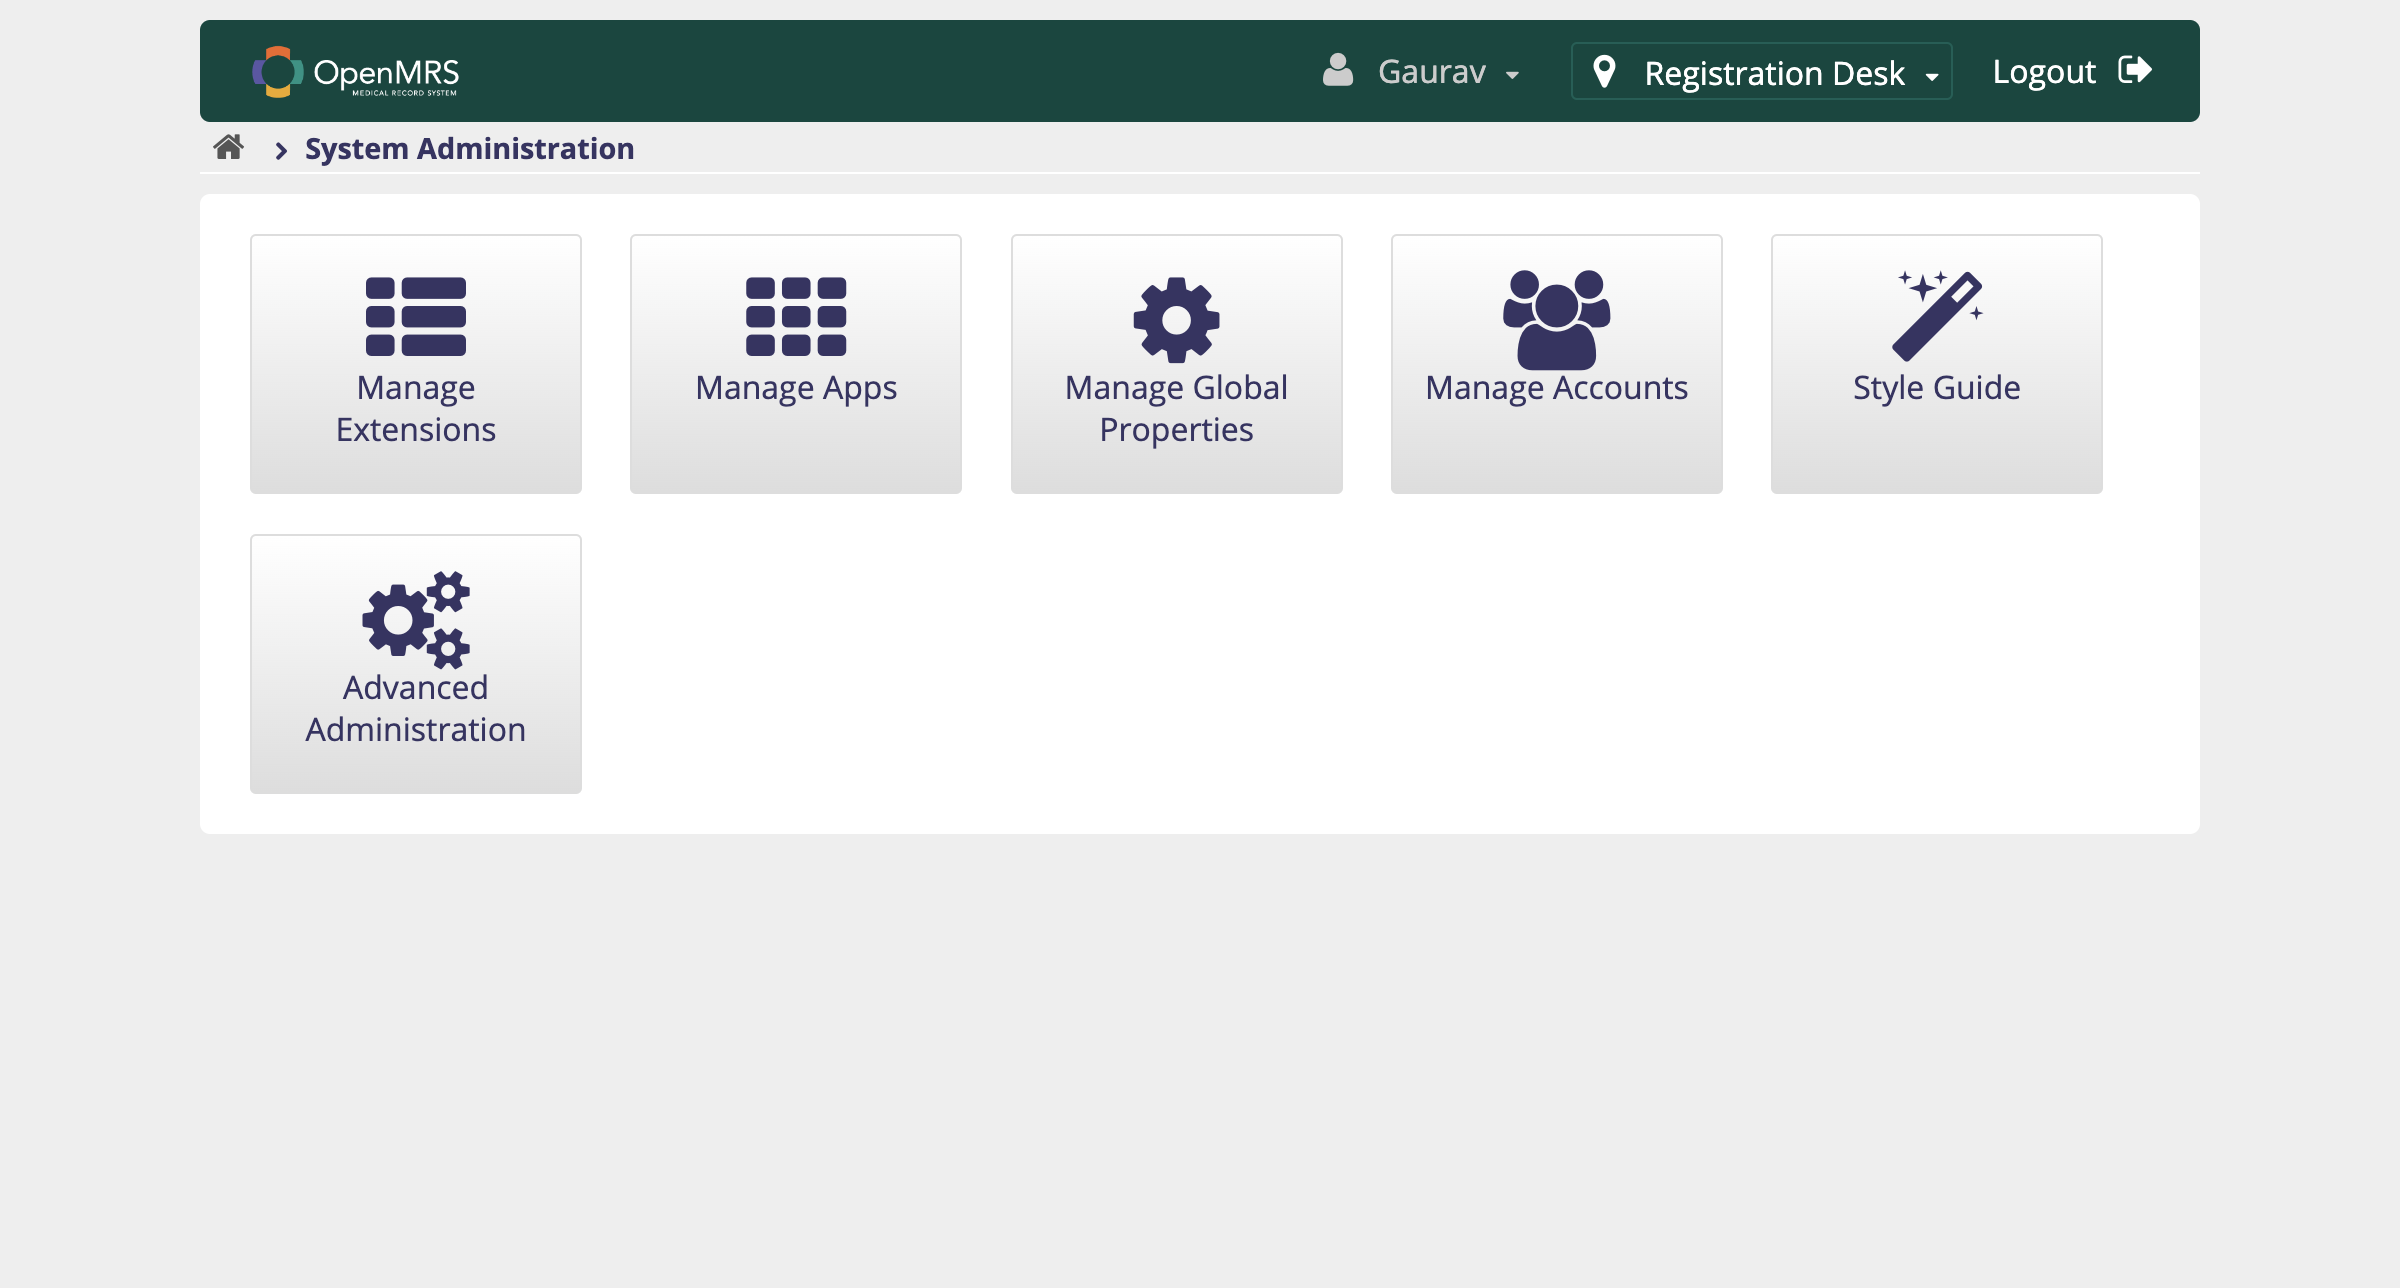 OpenMRS
MEDICAL RECORD SYSTEM
Gaurav
Registration Desk
Logout
System Administration
Manage
Extensions
Manage Apps
Manage Global
Properties
Manage Accounts
Style Guide
Advanced
Administration